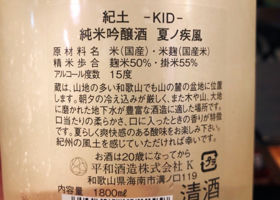 紀土 -KID-
純米吟醸酒 夏ノ疾風
原材料名：米(国産)・米麹(国産米)
精米歩合：麹米50%・掛米55%
アルコール度数：15度
蔵は、山地の多い和歌山でも山の麓の盆地に位置し
ます。朝夕の冷え込みが厳しく、また木や山、大地
に磨かれた地下水が豊富な酒造に適した場所です。
口当たりの柔らかさ、口に入ったときの香りが特徴
です。夏らしく爽快感のある酸味をお楽しみ下さい。
紀州の風土を感じていただければと思います。
お酒は20歳になってから
平和酒造株式会社 K
和歌山県海南市溝ノ口119
1800ml 清酒